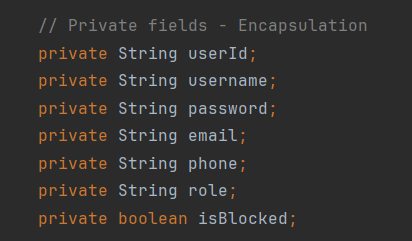 // Private fields - Encapsulation
private String userId;
private String username;
private String password;
private String email;
private String phone;
private String role;
private boolean isBlocked;